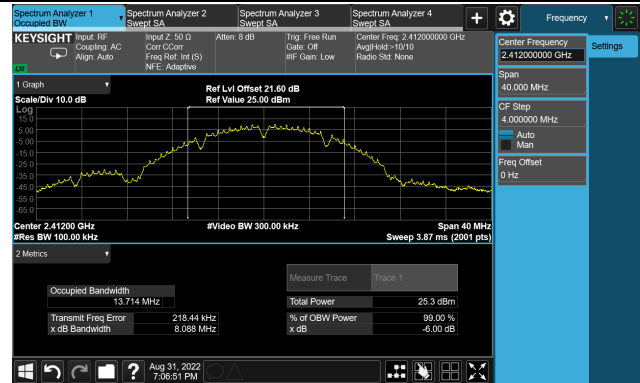 Spectrum Analyzer 1
Occupied BW
Spectrum Analyzer 2
Swept SA
Spectrum Analyzer 3
Swept SA
Spectrum Analyzer 4
Swept SA
Frequency
KEYSIGHT
Input: RF
Coupling: AC
Align: Auto
Input Z: 50 Ω
Corr CCorr
Freq Ref: Int (S)
NFE: Adaptive
Atten: 8 dB
Trig: Free Run
Gate: Off
#IF Gain: Low
Center Freq: 2.412000000 GHz
Avg|Hold:>10/10
Radio Std: None
LXI
Center Frequency
2.412000000 GHz
Settings
Span
40.000 MHz
CF Step
4.000000 MHz
Auto
Man
Freq Offset
0 Hz
1 Graph
Scale/Div 10.0 dB
Ref Lvl Offset 21.60 dB
Ref Value 25.00 dBm
Log
15.0
5.00
-5.00
-15.0
-25.0
-35.0
-45.0
-55.0
-65.0
Center 2.41200 GHz
#Res BW 100.00 kHz
#Video BW 300.00 kHz
Span 40 MHz
Sweep 3.87 ms (2001 pts)
2 Metrics
Measure Trace
Trace 1
Occupied Bandwidth
13.714 MHz
Total Power
25.3 dBm
Transmit Freq Error
218.44 kHz
% of OBW Power
99.00 %
x dB Bandwidth
8.088 MHz
x dB
-6.00 dB
Aug 31, 2022
7:06:51 PM